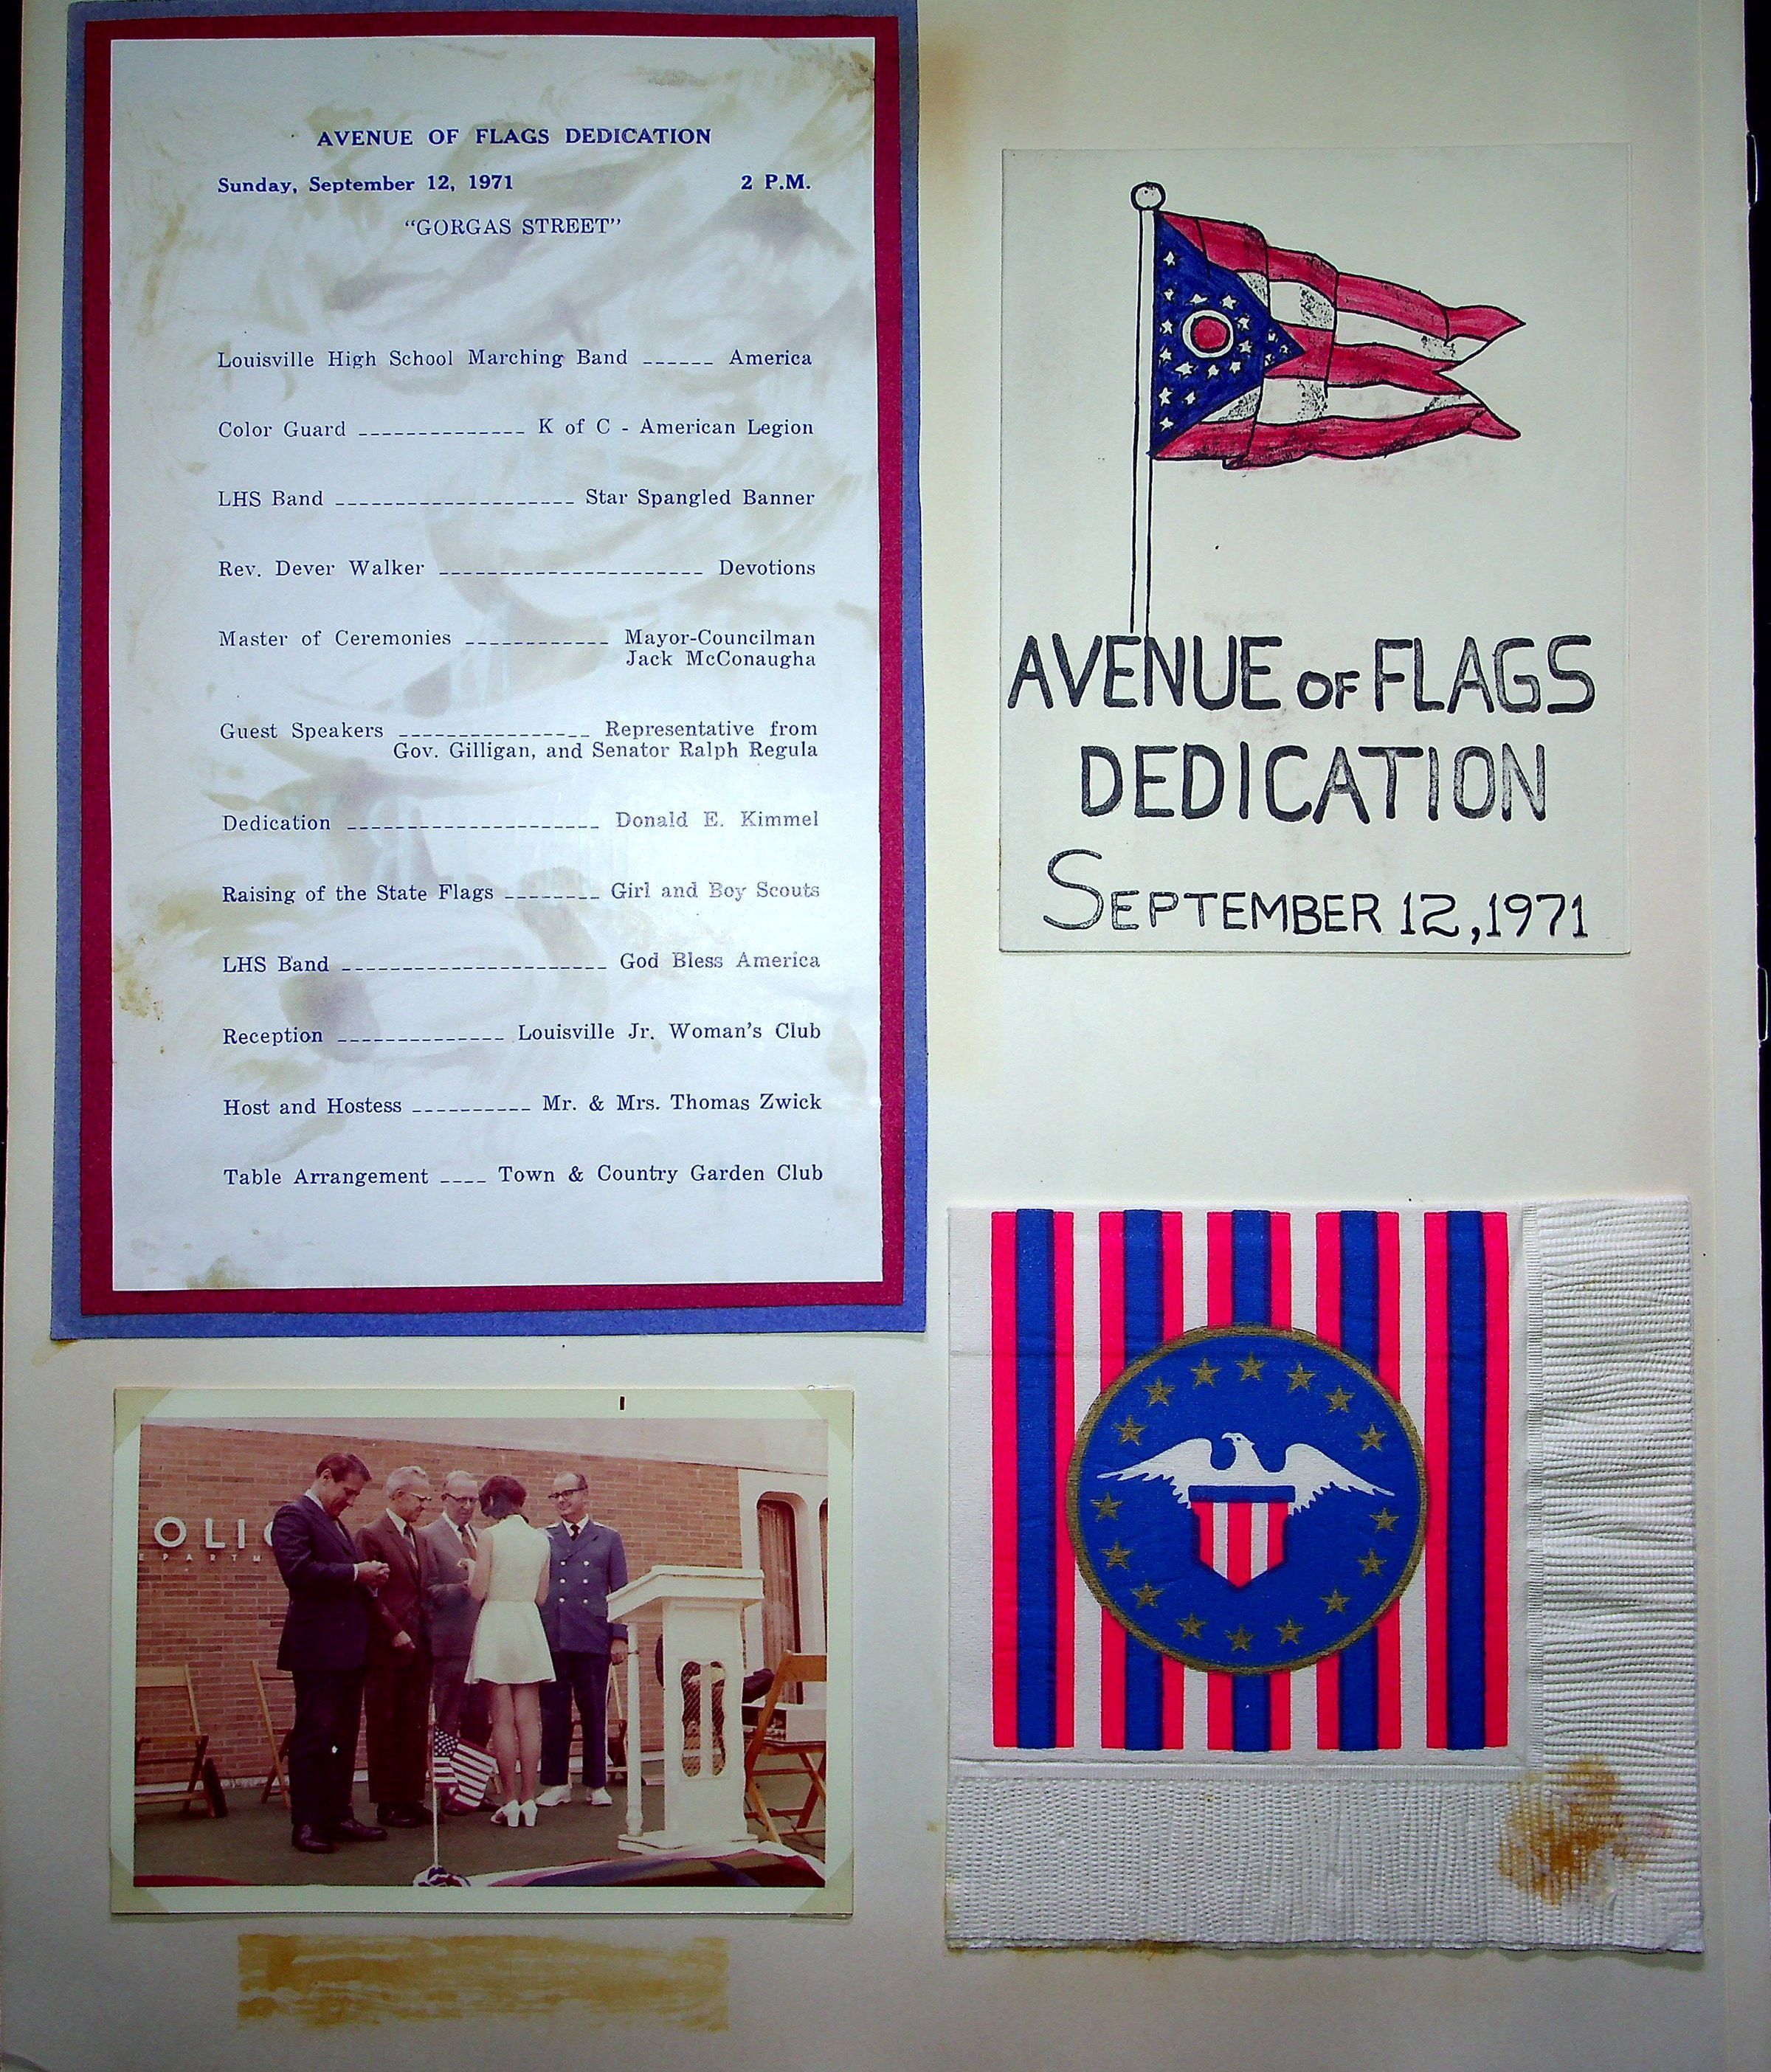 AVENUE OF FLAGS DEDICATION
Sunday, September 12, 1971 2 P.M.
"GORGAS STREET"
Louisville High School Marching Band ______ America
Color Guard ______________ K of C - American Legion
LHS Band ____________________ Star Spangled Banner
Rev. Dever Walker ______________________ Devotions
Master of Ceremonies ____________ Mayor-Councilman
Jack McConaugha
Guest Speakers ________________ Representative from
Gov. Gilligan, and Senator Ralph Regula
Dedication _____________________ Donald E. Kimmel
Raising of the State Flags ________ Girl and Boy Scouts
LHS Band ______________________ God Bless America
Reception ______________ Louisville Jr. Woman's Club
Host and Hostess __________ Mr. & Mrs. Thomas Zwick
Table Arrangement ____ Town & Country Garden Club
AVENUE OF FLAGS
DEDICATION
SEPTEMBER 12, 1971
OLIC
EPARTM